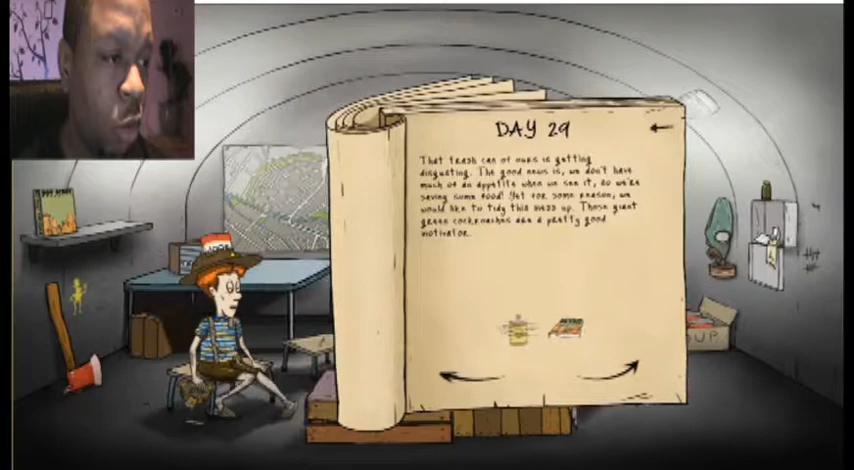 DAY 29
That trash can of ours is getting
disgusting. The good news is, we don't have
much of an appetite when we see it, so we're
saving some food! Yet for some reason, we
would like to tidy this mess up. Those giant
green cockroaches are a pretty good
motivator.